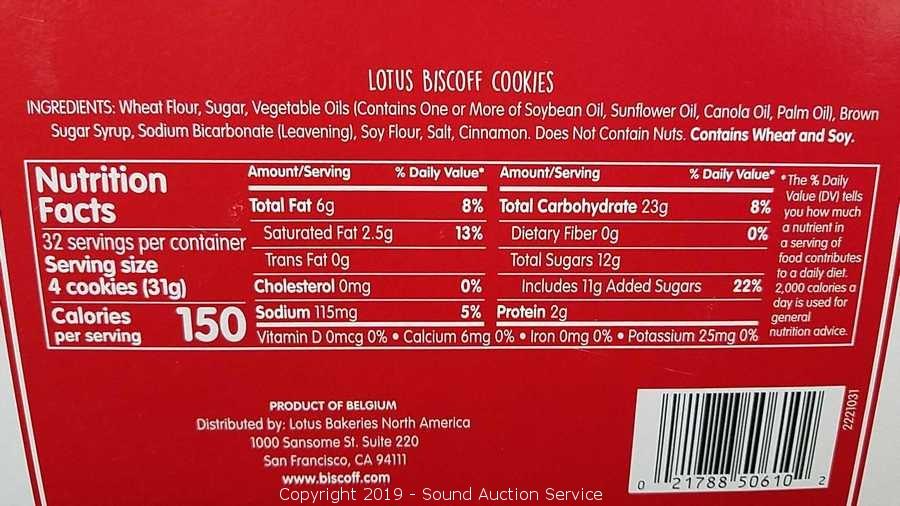 LOTUS BISCOFF COOKIES
INGREDIENTS: Wheat Flour, Sugar, Vegetable Oils (Contains One or More of Soybean Oil, Sunflower Oil, Canola Oil, Palm Oil), Brown
Sugar Syrup, Sodium Bicarbonate (Leavening), Soy Flour, Salt, Cinnamon. Does Not Contain Nuts. Contains Wheat and Soy.
Nutrition
Facts
32 servings per container
Serving size
4 cookies (31g)
Calories
per serving
150
Amount/Serving % Daily Value*
Total Fat 6g 8%
Saturated Fat 2.5g 13%
Trans Fat 0g
Cholesterol 0mg 0%
Sodium 115mg 5%
Amount/Serving % Daily Value*
Total Carbohydrate 23g 8%
Dietary Fiber 0g 0%
Total Sugars 12g
Includes 11g Added Sugars 22%
Protein 2g
Vitamin D 0mcg 0% • Calcium 6mg 0% • Iron 0mg 0% • Potassium 25mg 0%
*The % Daily
Value (DV) tells
you how much
a nutrient in
a serving of
food contributes
to a daily diet.
2,000 calories a
day is used for
general
nutrition advice.
PRODUCT OF BELGIUM
Distributed by: Lotus Bakeries North America
1000 Sansome St. Suite 220
San Francisco, CA 94111
www.biscoff.com
0 21788 50610 2
2221031
Copyright 2019 - Sound Auction Service